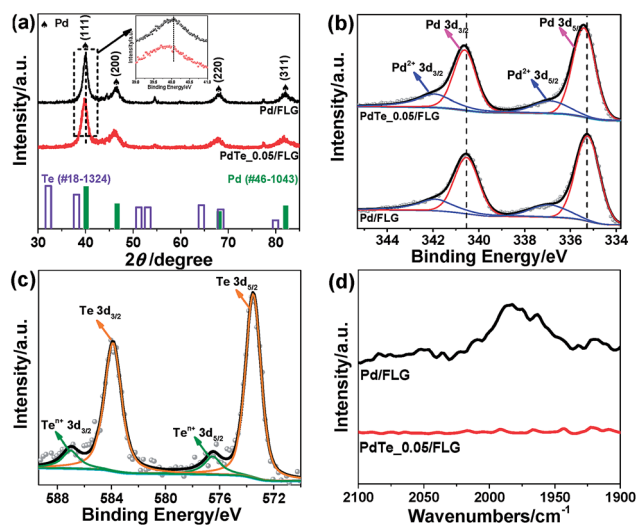 (a)
♠ Pd
(111)
(200)
(220)
(311)
Intensity/a.u.
Binding Energy/eV
Pd/FLG
PdTe_0.05/FLG
Te (#18-1324)
Pd (#46-1043)
Intensity/a.u.
30 40 50 60 70 80
2θ/degree
(b)
Pd 3d3/2
Pd 3d5/2
Pd2+ 3d3/2
Pd2+ 3d5/2
PdTe_0.05/FLG
Pd/FLG
Intensity/a.u.
344 342 340 338 336 334
Binding Energy/eV
(c)
Te 3d5/2
Te 3d3/2
Ten+ 3d3/2
Ten+ 3d5/2
Intensity/a.u.
588 584 580 576 572
Binding Energy/eV
(d)
Pd/FLG
PdTe_0.05/FLG
Intensity/a.u.
2100 2050 2000 1950 1900
Wavenumbers/cm-1